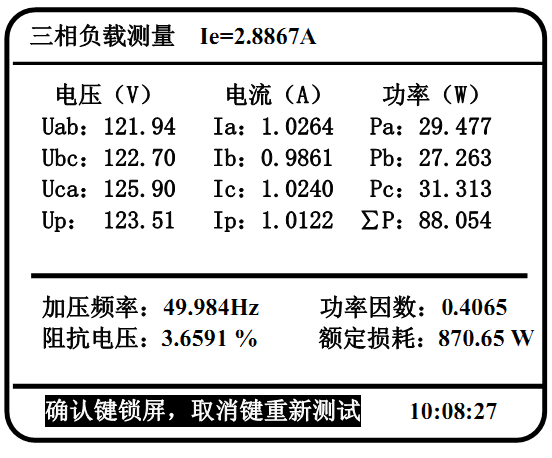 三相负载测量 Ie=2.8867A
电压（V） 电流（A） 功率（W）
Uab：121.94 Ia：1.0264 Pa：29.477
Ubc：122.70 Ib：0.9861 Pb：27.263
Uca：125.90 Ic：1.0240 Pc：31.313
Up： 123.51 Ip：1.0122 ∑P：88.054
加压频率：49.984Hz 功率因数：0.4065
阻抗电压：3.6591 % 额定损耗：870.65 W
确认键锁屏，取消键重新测试 10:08:27